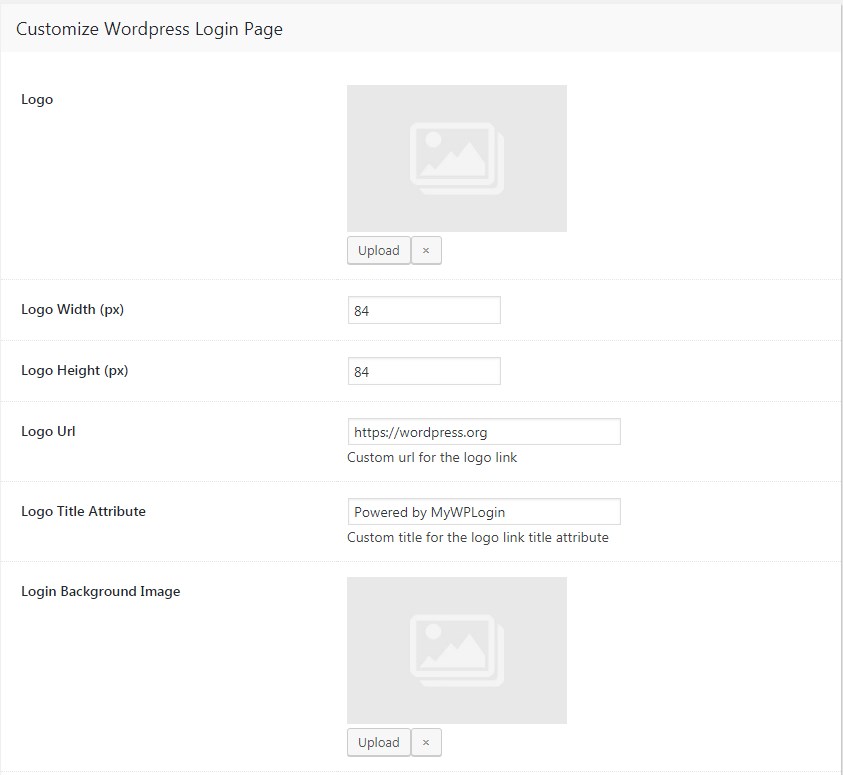 Customize Wordpress Login Page
Logo
Upload ×
Logo Width (px)
84
Logo Height (px)
84
Logo Url
https://wordpress.org
Custom url for the logo link
Logo Title Attribute
Powered by MyWPLogin
Custom title for the logo link title attribute
Login Background Image
Upload ×